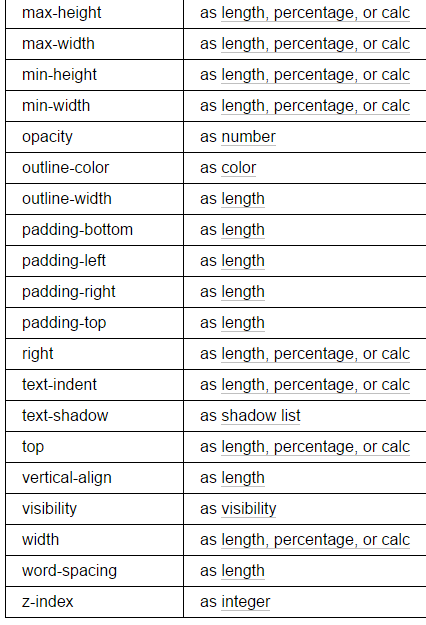 max-height as length, percentage, or calc
max-width as length, percentage, or calc
min-height as length, percentage, or calc
min-width as length, percentage, or calc
opacity as number
outline-color as color
outline-width as length
padding-bottom as length
padding-left as length
padding-right as length
padding-top as length
right as length, percentage, or calc
text-indent as length, percentage, or calc
text-shadow as shadow list
top as length, percentage, or calc
vertical-align as length
visibility as visibility
width as length, percentage, or calc
word-spacing as length
z-index as integer